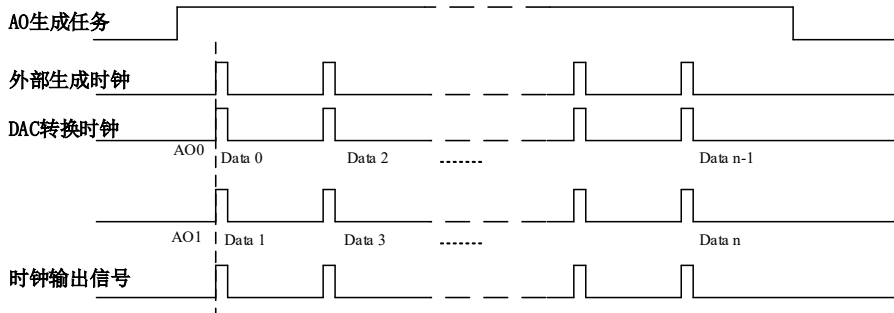 AO生成任务
外部生成时钟
DAC转换时钟
AO0 Data 0 Data 2 ....... Data n-1
AO1 Data 1 Data 3 ....... Data n
时钟输出信号